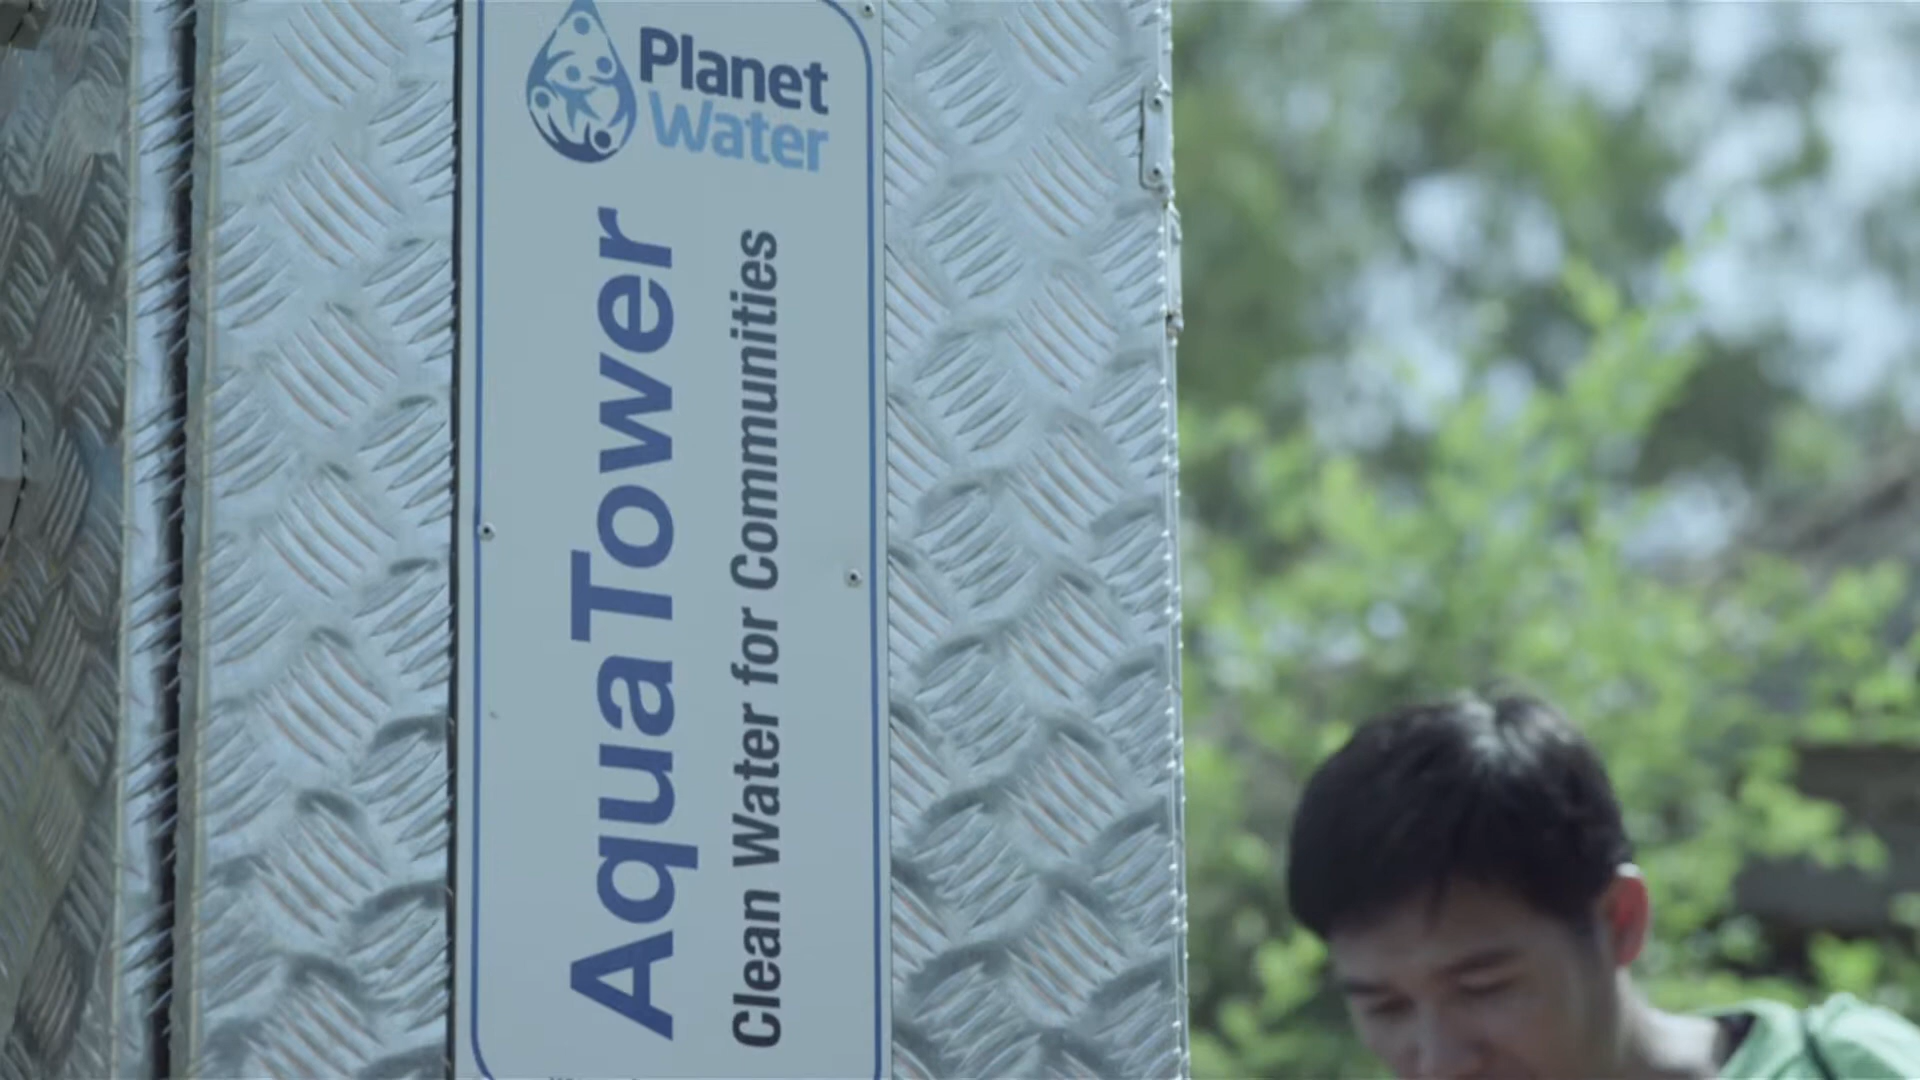 Planet
Water
AquaTower
Clean Water for Communities